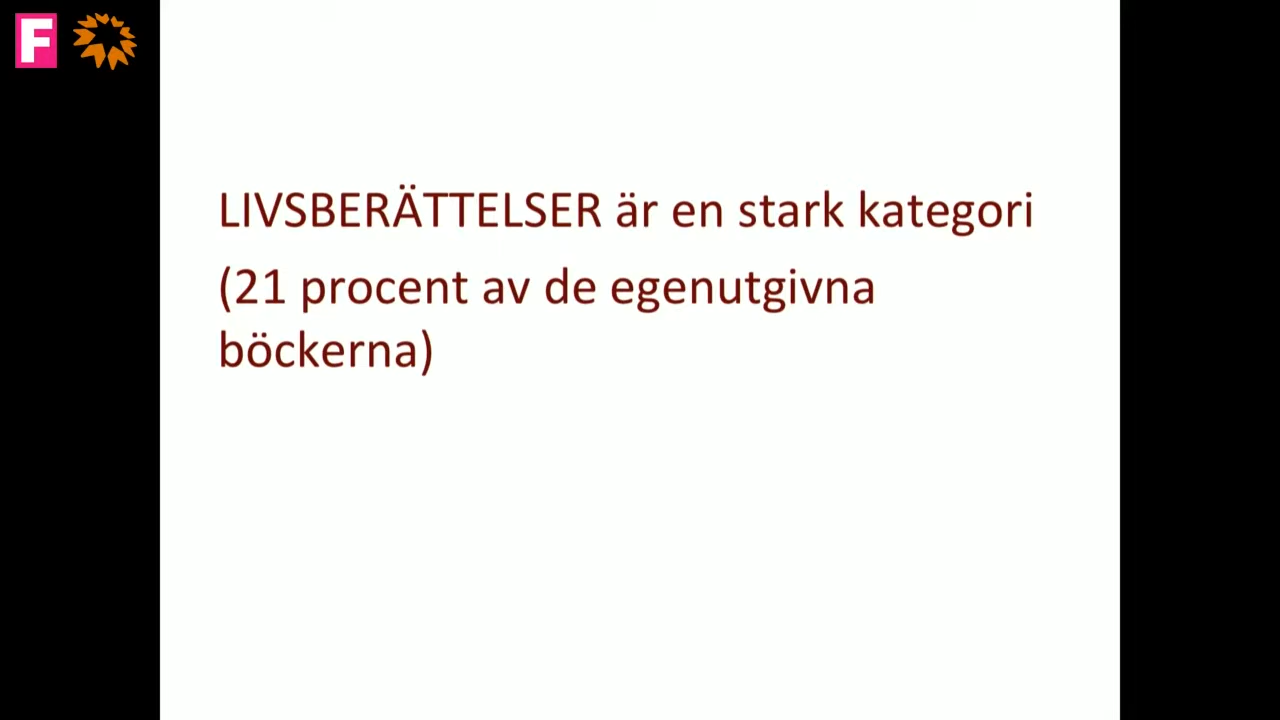 F
LIVSBERÄTTELSER är en stark kategori
(21 procent av de egenutgivna
böckerna)